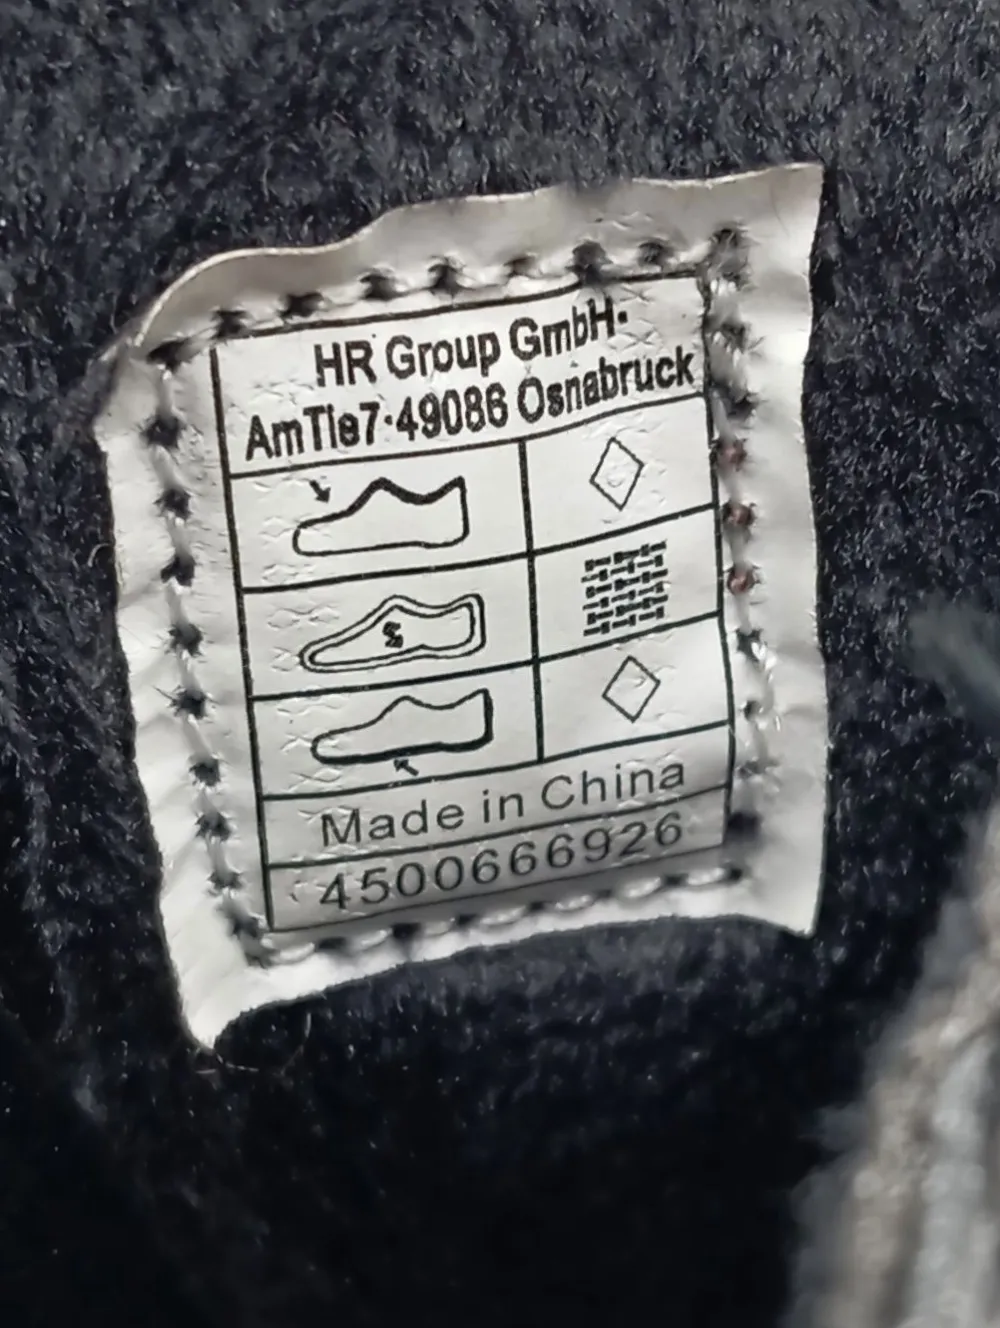 HR Group GmbH·
AmTie7·49086 Osnabruck
Made in China
4500666926